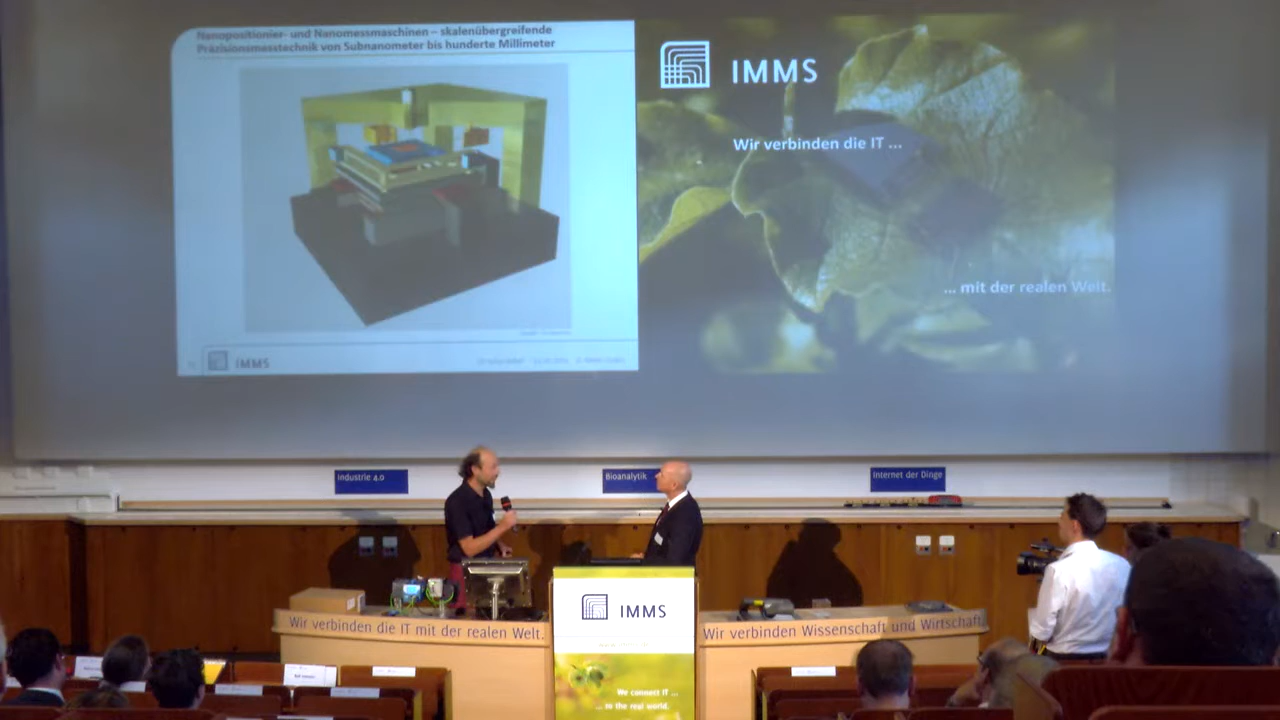 Nanopositionier- und Nanomessmaschinen – skalenübergreifende
Präzisionsmesstechnik von Subnanometer bis hunderte Millimeter
IMMS
IMMS
Wir verbinden die IT ...
... mit der realen Welt.
Industrie 4.0
Bioanalytik
Internet der Dinge
Wir verbinden die IT mit der realen Welt.
IMMS
Wir verbinden Wissenschaft und Wirtschaft.
We connect IT ...
... to the real world.